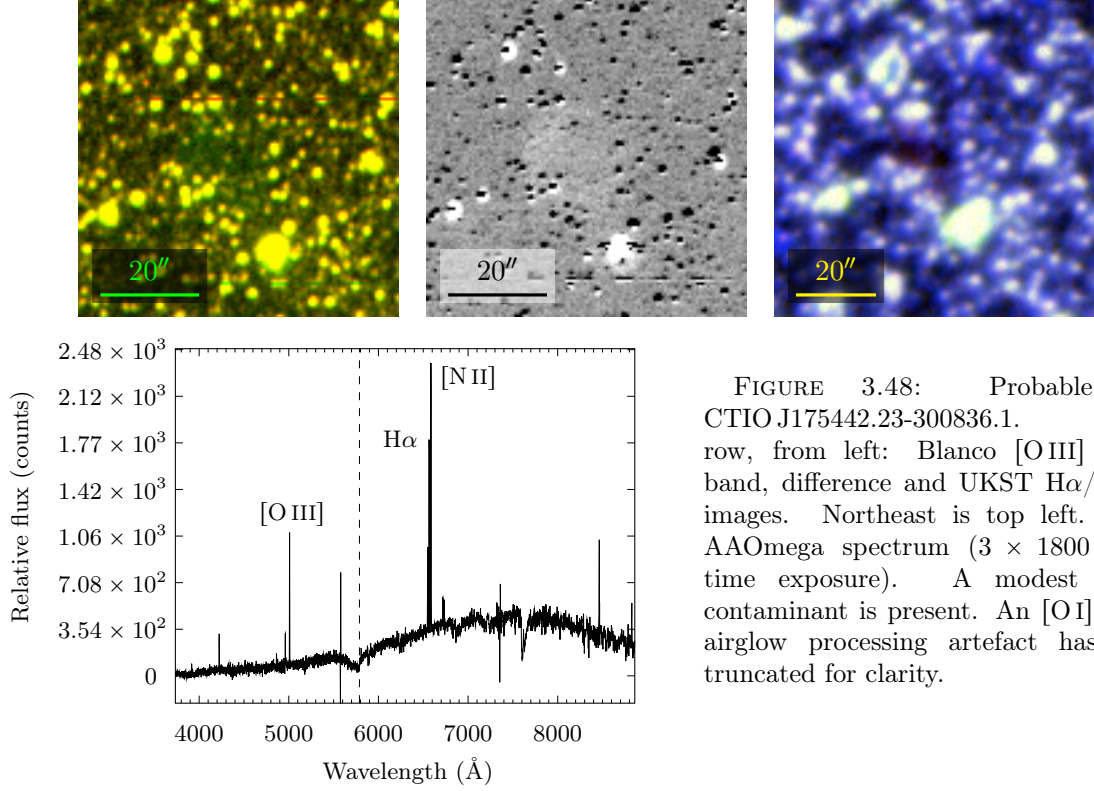 20″
20″
20″
2.48 × 10³
2.12 × 10³
1.77 × 10³
1.42 × 10³
1.06 × 10³
7.08 × 10²
3.54 × 10²
0
Relative flux (counts)
[O III]
Hα
[N II]
4000 5000 6000 7000 8000
Wavelength (Å)
FIGURE 3.48: Probable
CTIO J175442.23-300836.1.
row, from left: Blanco [O III]
band, difference and UKST Hα/
images. Northeast is top left.
AAOmega spectrum (3 × 1800
time exposure). A modest
contaminant is present. An [O I]
airglow processing artefact has
truncated for clarity.